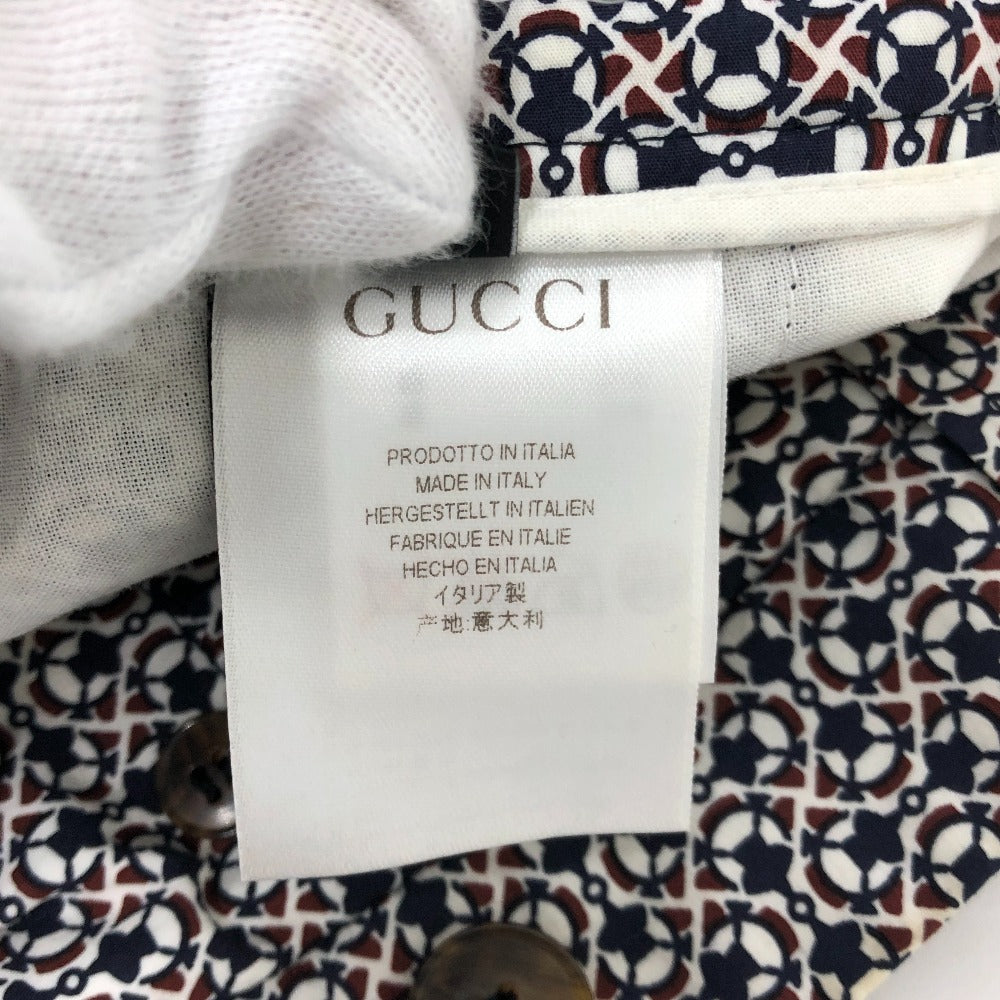 GUCCI
PRODOTTO IN ITALIA
MADE IN ITALY
HERGESTELLT IN ITALIEN
FABRIQUE EN ITALIE
HECHO EN ITALIA
イタリア製
产地:意大利